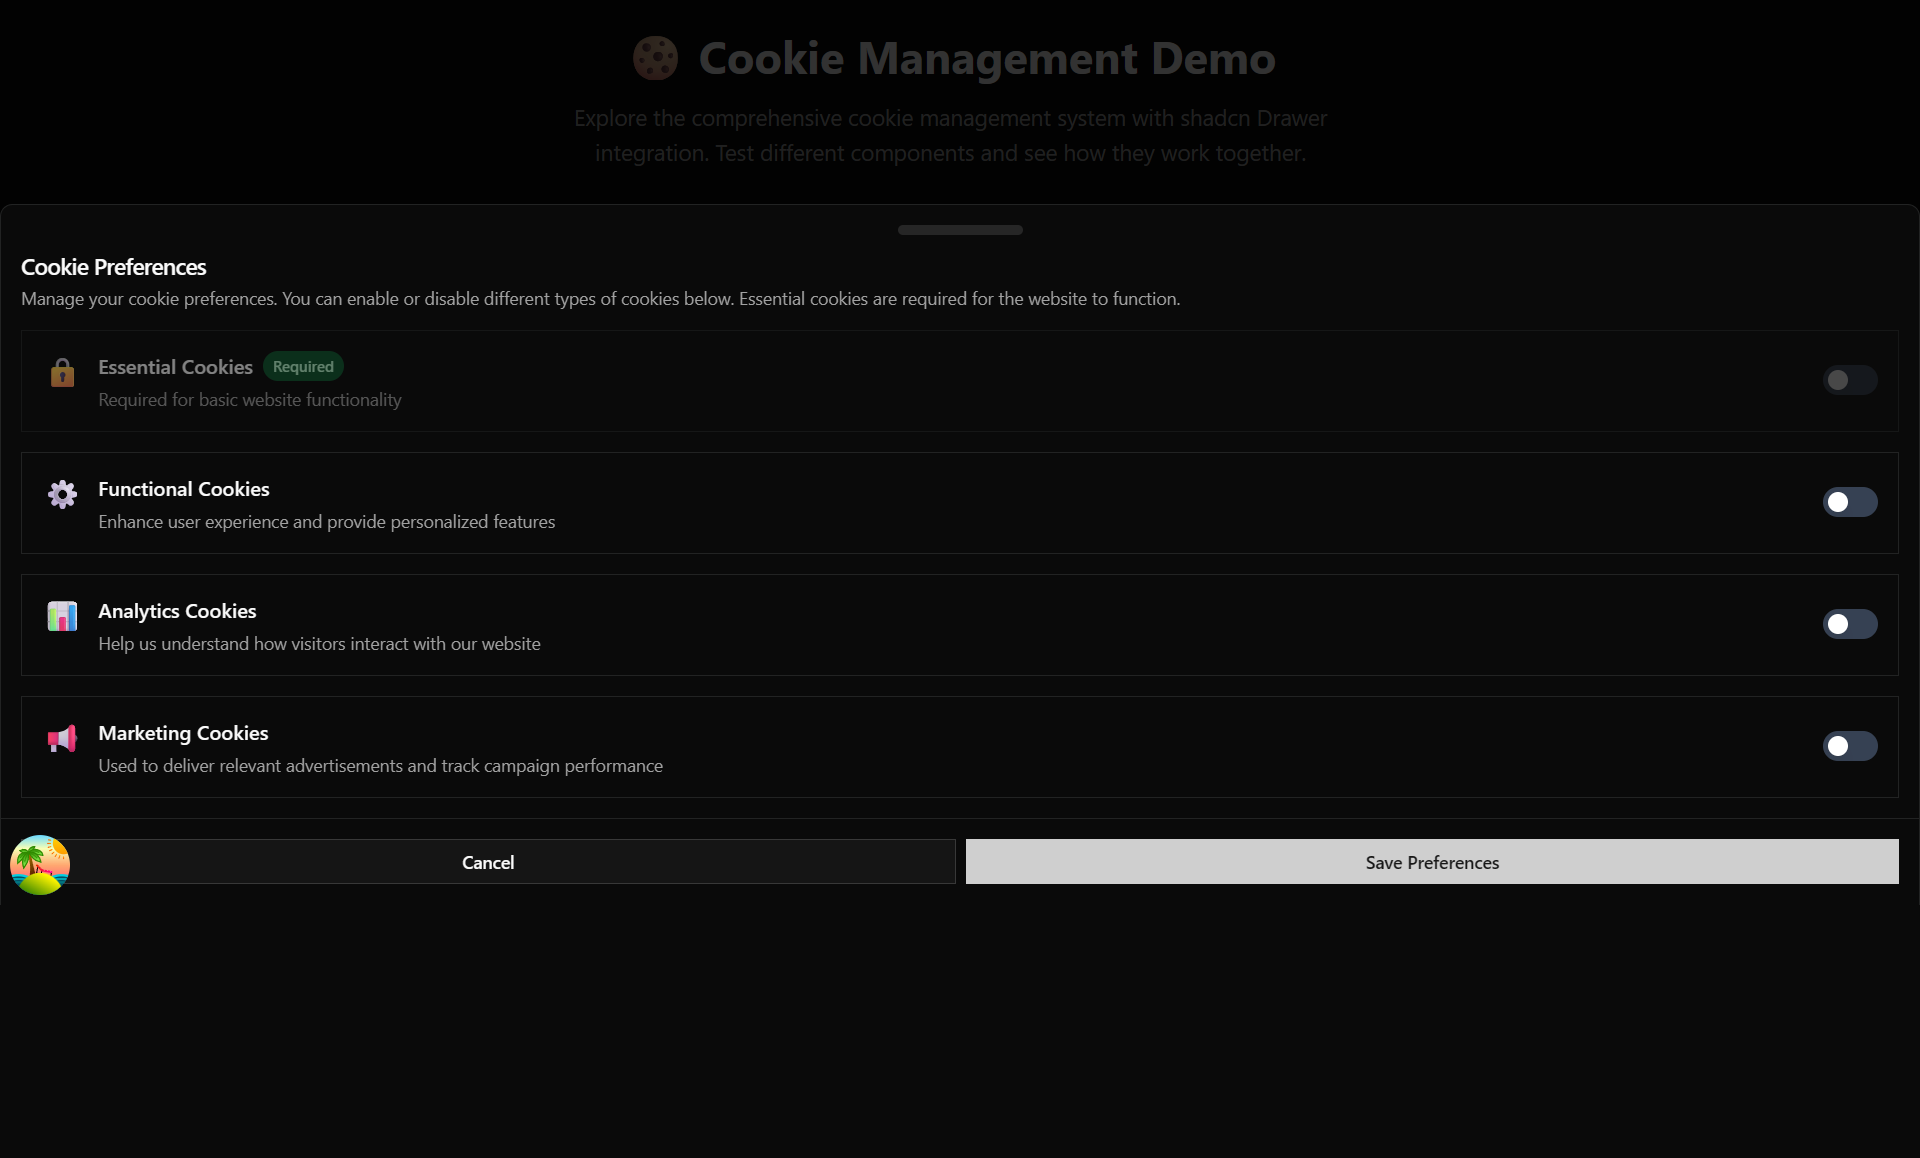 Cookie Management Demo
Explore the comprehensive cookie management system with shadcn Drawer
integration. Test different components and see how they work together.
Cookie Preferences
Manage your cookie preferences. You can enable or disable different types of cookies below. Essential cookies are required for the website to function.
Essential Cookies Required
Required for basic website functionality
Functional Cookies
Enhance user experience and provide personalized features
Analytics Cookies
Help us understand how visitors interact with our website
Marketing Cookies
Used to deliver relevant advertisements and track campaign performance
Cancel Save Preferences